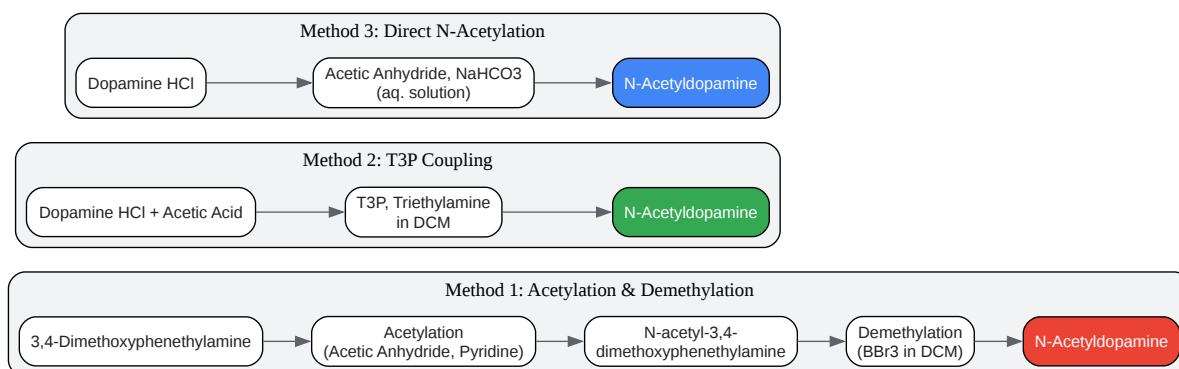 Method 3: Direct N-Acetylation
Dopamine HCl
Acetic Anhydride, NaHCO3
(aq. solution)
N-Acetyldopamine
Method 2: T3P Coupling
Dopamine HCl + Acetic Acid
T3P, Triethylamine
in DCM
N-Acetyldopamine
Method 1: Acetylation & Demethylation
3,4-Dimethoxyphenethylamine
Acetylation
(Acetic Anhydride, Pyridine)
N-acetyl-3,4-
dimethoxyphenethylamine
Demethylation
(BBr3 in DCM)
N-Acetyldopamine